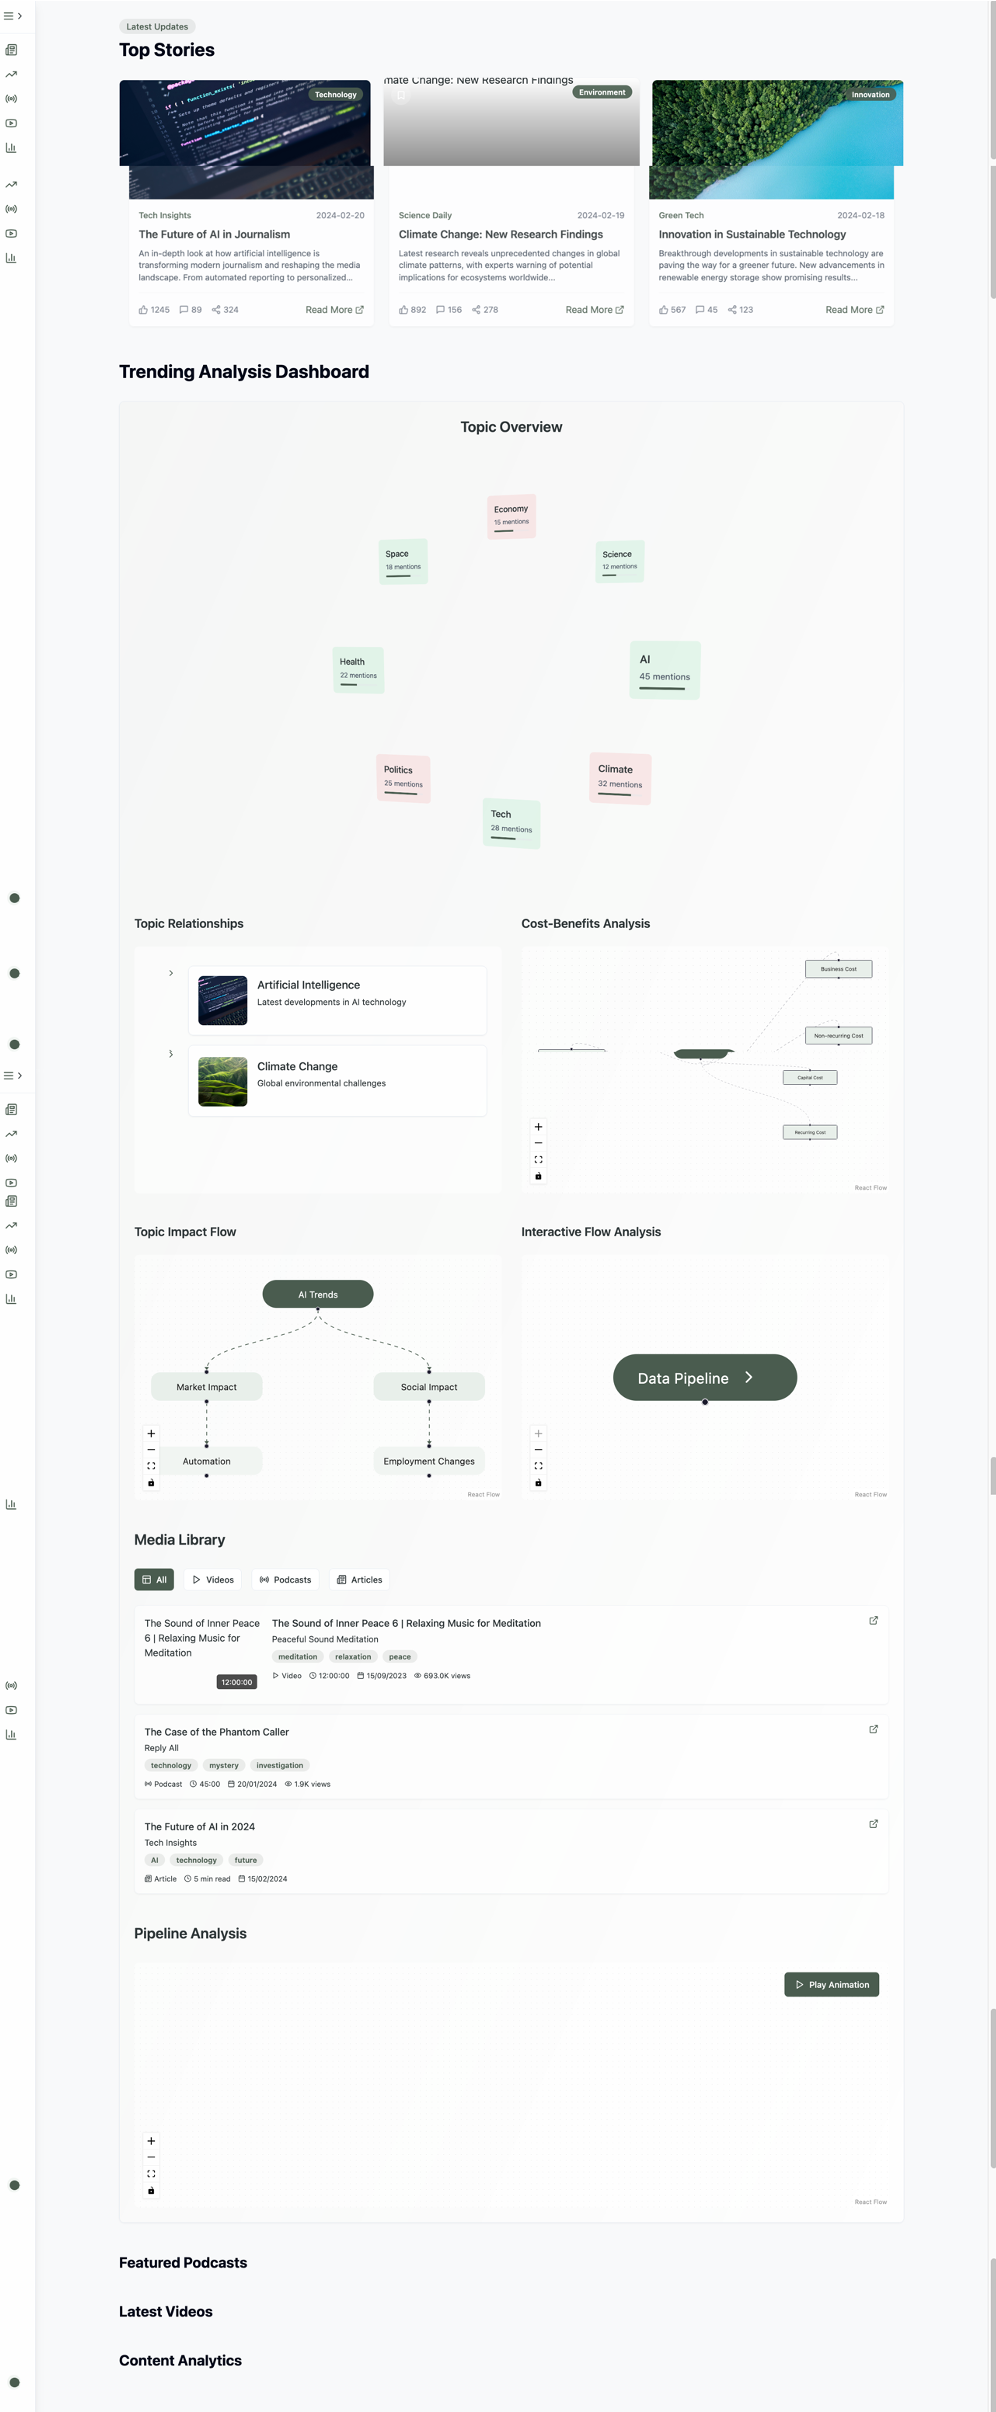 Latest Updates
Top Stories
Technology
mate Change: New Research Findings
Environment
Innovation
Tech Insights 2024-02-20
The Future of AI in Journalism
An in-depth look at how artificial intelligence is
transforming modern journalism and reshaping the media
landscape. From automated reporting to personalized...
1245 89 324 Read More
Science Daily 2024-02-19
Climate Change: New Research Findings
Latest research reveals unprecedented changes in global
climate patterns, with experts warning of potential
implications for ecosystems worldwide...
892 156 278 Read More
Green Tech 2024-02-18
Innovation in Sustainable Technology
Breakthrough developments in sustainable technology are
paving the way for a greener future. New advancements in
renewable energy storage show promising results...
567 45 123 Read More
Trending Analysis Dashboard
Topic Overview
Economy
15 mentions
Space
18 mentions
Science
12 mentions
Health
22 mentions
AI
45 mentions
Politics
25 mentions
Climate
32 mentions
Tech
28 mentions
Topic Relationships
Artificial Intelligence
Latest developments in AI technology
Climate Change
Global environmental challenges
Cost-Benefits Analysis
Business Cost
Non-recurring Cost
Capital Cost
Recurring Cost
React Flow
Topic Impact Flow
AI Trends
Market Impact
Social Impact
Automation
Employment Changes
React Flow
Interactive Flow Analysis
Data Pipeline
React Flow
Media Library
All Videos Podcasts Articles
The Sound of Inner Peace
6 | Relaxing Music for
Meditation
12:00:00
The Sound of Inner Peace 6 | Relaxing Music for Meditation
Peaceful Sound Meditation
meditation relaxation peace
Video 12:00:00 15/09/2023 693.0K views
The Case of the Phantom Caller
Reply All
technology mystery investigation
Podcast 45:00 20/01/2024 1.9K views
The Future of AI in 2024
Tech Insights
AI technology future
Article 5 min read 15/02/2024
Pipeline Analysis
Play Animation
React Flow
Featured Podcasts
Latest Videos
Content Analytics